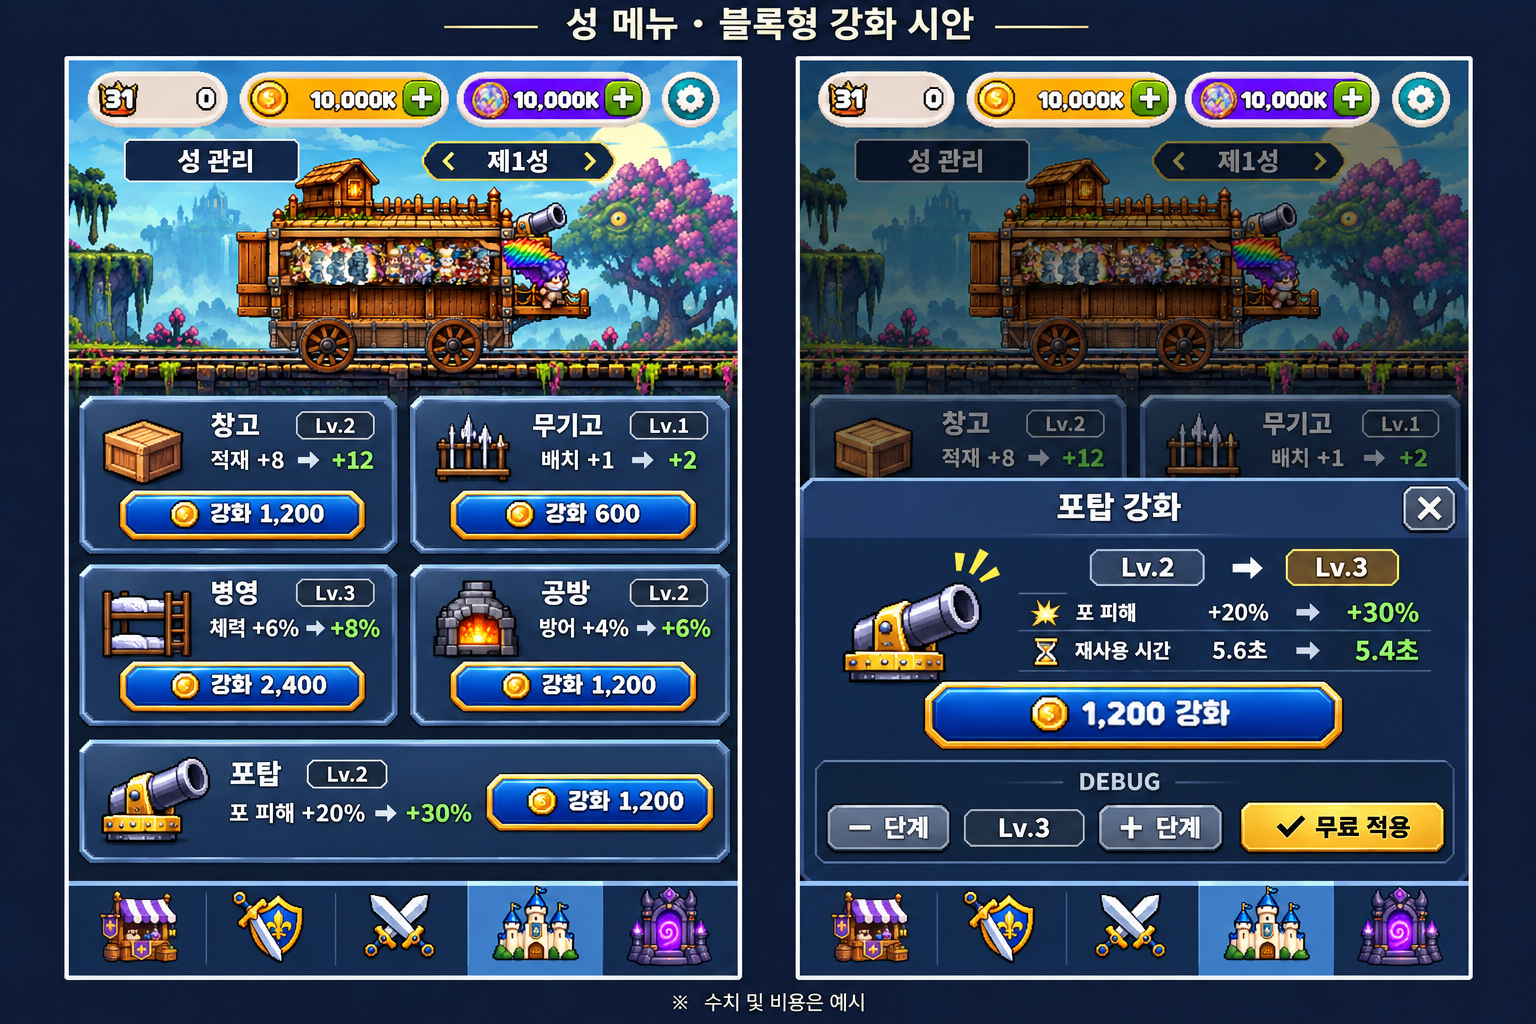 성 메뉴 · 블록형 강화 시안
31 0 10,000K + 10,000K +
성 관리 < 제1성 >
창고 Lv.2
적재 +8 → +12
강화 1,200
무기고 Lv.1
배치 +1 → +2
강화 600
병영 Lv.3
체력 +6% → +8%
강화 2,400
공방 Lv.2
방어 +4% → +6%
강화 1,200
포탑 Lv.2
포 피해 +20% → +30%
강화 1,200
31 0 10,000K + 10,000K +
성 관리 < 제1성 >
창고 Lv.2
적재 +8 → +12
무기고 Lv.1
배치 +1 → +2
포탑 강화 X
Lv.2 → Lv.3
포 피해 +20% → +30%
재사용 시간 5.6초 → 5.4초
1,200 강화
DEBUG
− 단계 Lv.3 + 단계 ✓ 무료 적용
※ 수치 및 비용은 예시